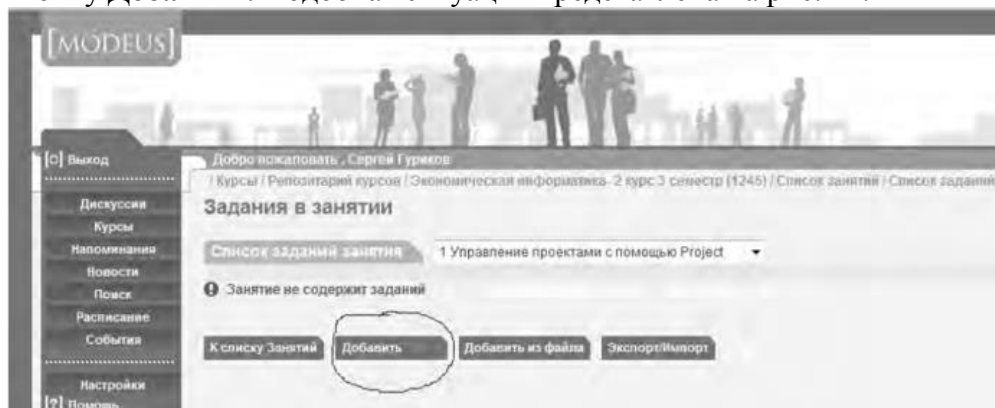 [MODEUS]
[O] Выход
Добро пожаловать , Сергей Гуриков
/ Курсы / Репозитарий курсов / Экономическая информатика- 2 курс 3 семестр (1245) / Список занятий / Список заданий
Дискуссии
Курсы
Напоминания
Новости
Поиск
Расписание
События
Настройки
[?] Помощь
Задания в занятии
Список заданий занятия
1 Управление проектами с помощью Project
Занятие не содержит заданий
К списку Занятий
Добавить
Добавить из файла
Экспорт/Импорт